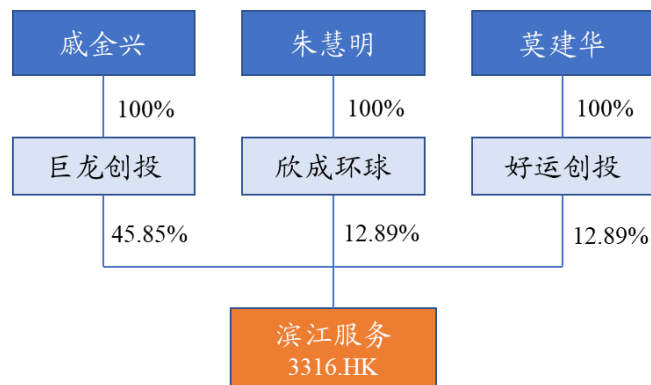 戚金兴
朱慧明
莫建华
100%
100%
100%
巨龙创投
欣成环球
好运创投
45.85%
12.89%
12.89%
滨江服务
3316.HK